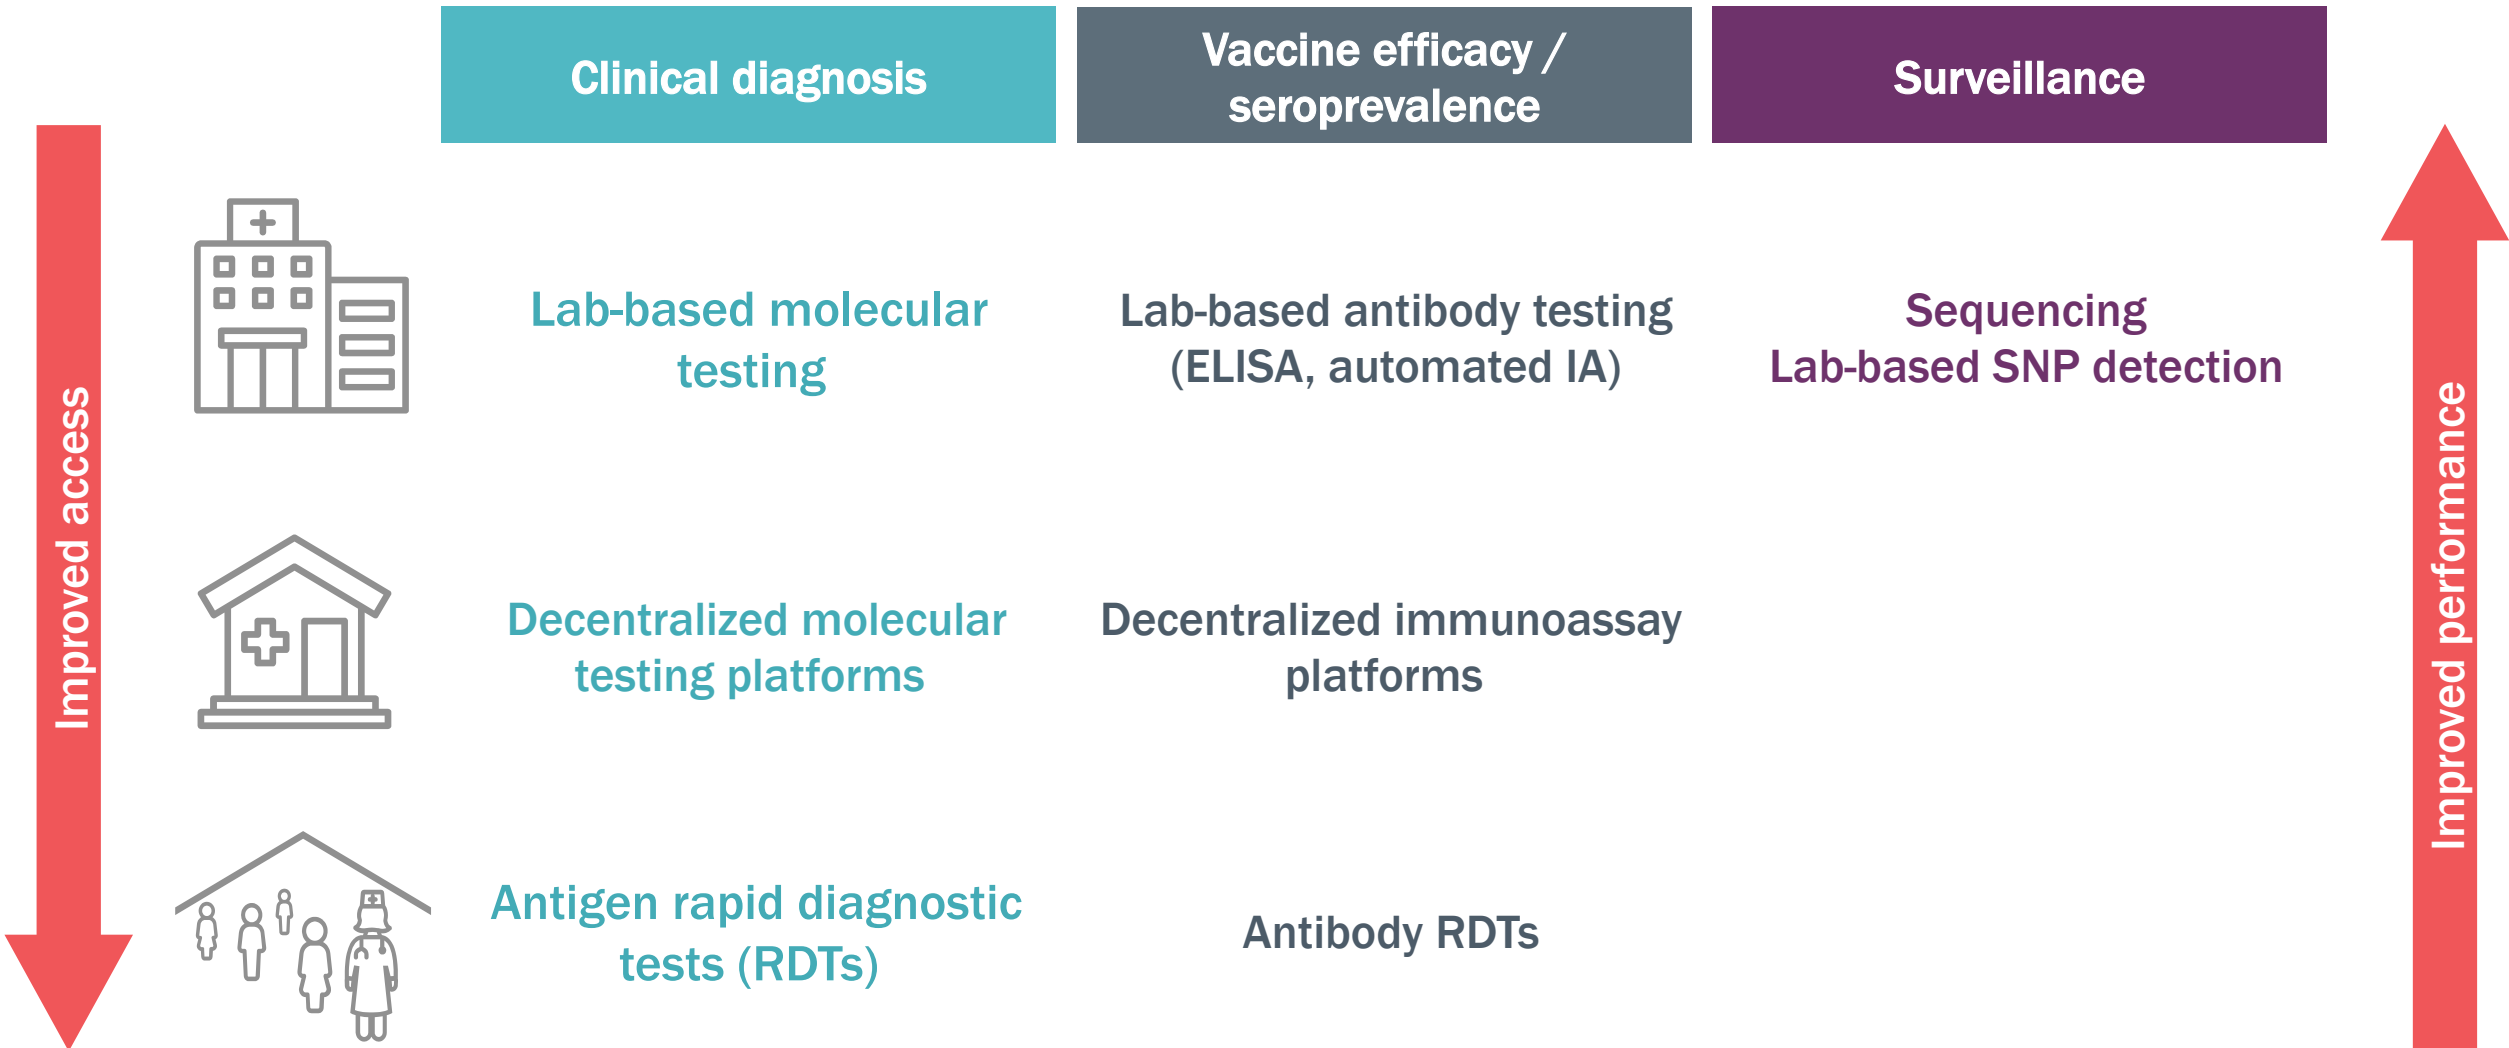 Clinical diagnosis
Vaccine efficacy /
seroprevalence
Surveillance
Improved access
Lab-based molecular
testing
Lab-based antibody testing
(ELISA, automated IA)
Sequencing
Lab-based SNP detection
Decentralized molecular
testing platforms
Decentralized immunoassay
platforms
Antigen rapid diagnostic
tests (RDTs)
Antibody RDTs
Improved performance